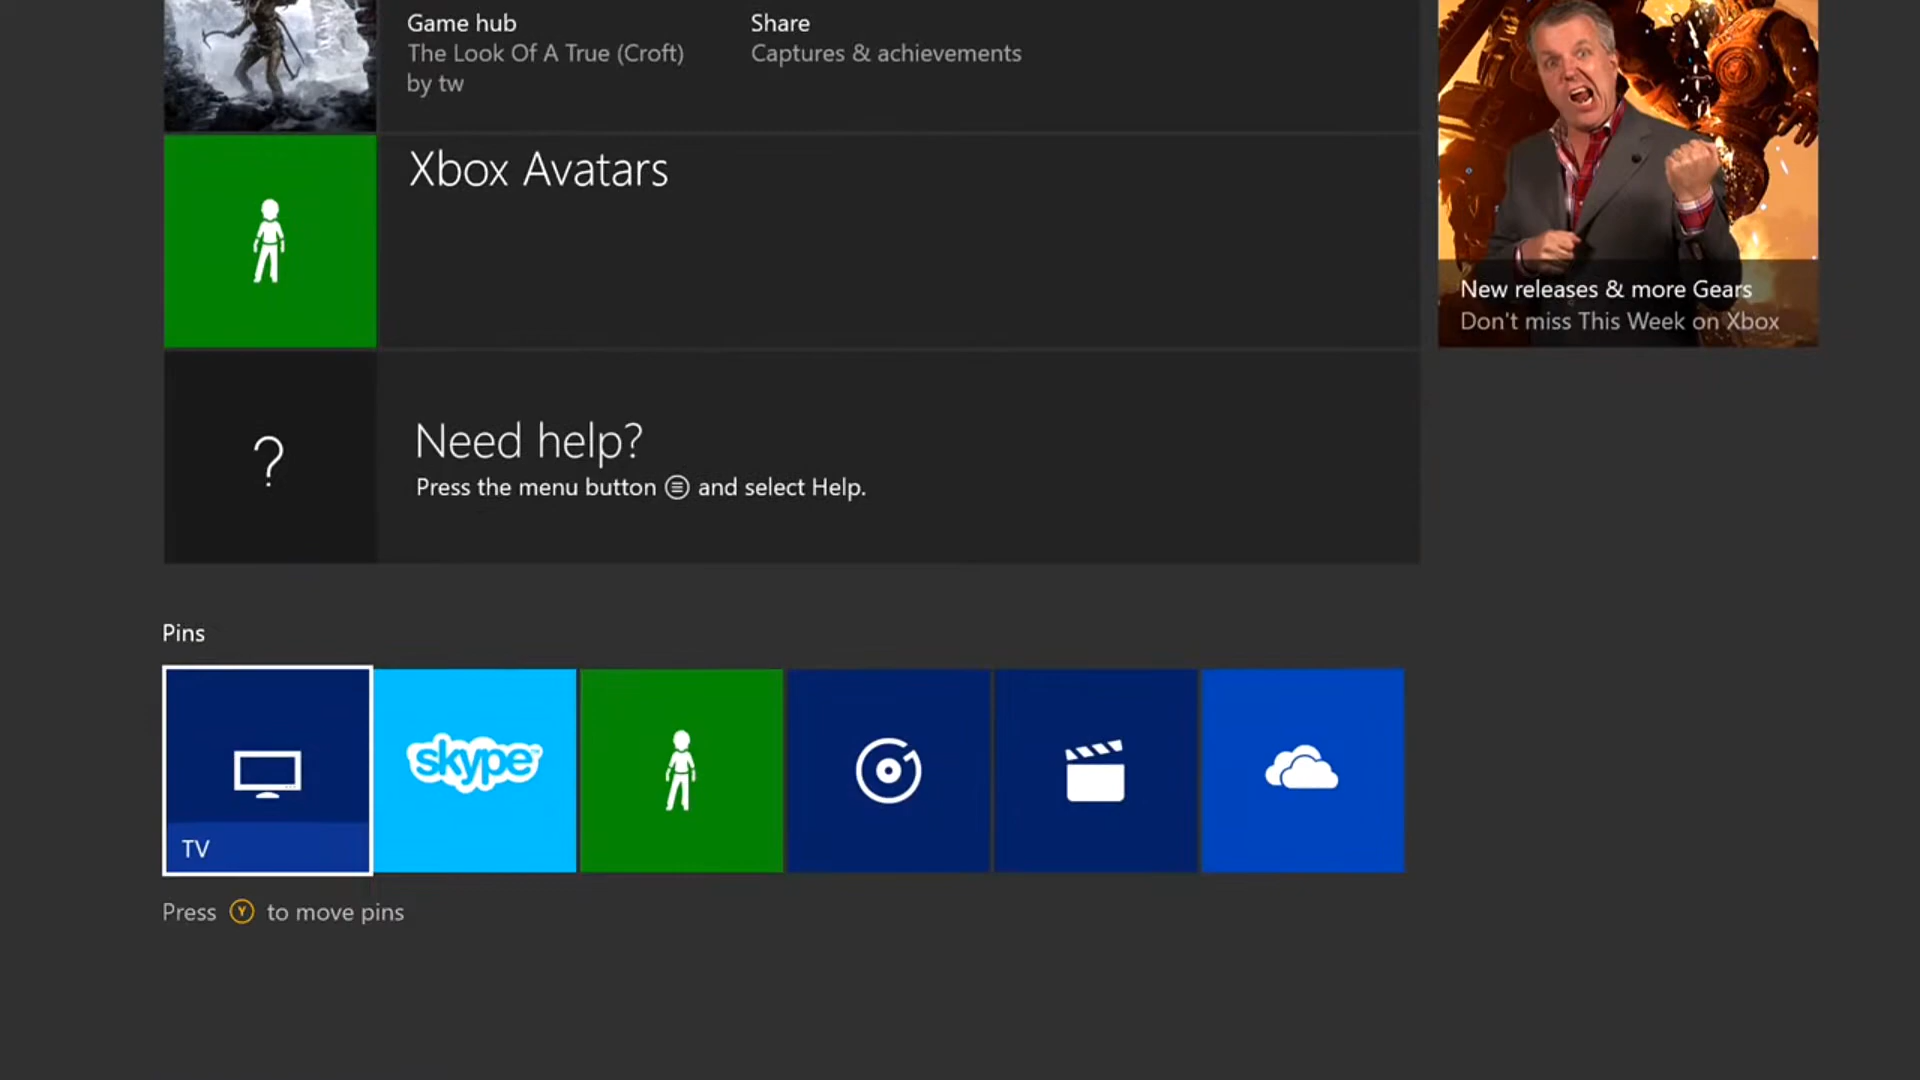 Game hub
The Look Of A True (Croft)
by tw
Share
Captures & achievements
Xbox Avatars
New releases & more Gears
Don't miss This Week on Xbox
?
Need help?
Press the menu button and select Help.
Pins
TV
skype™
Press Y to move pins